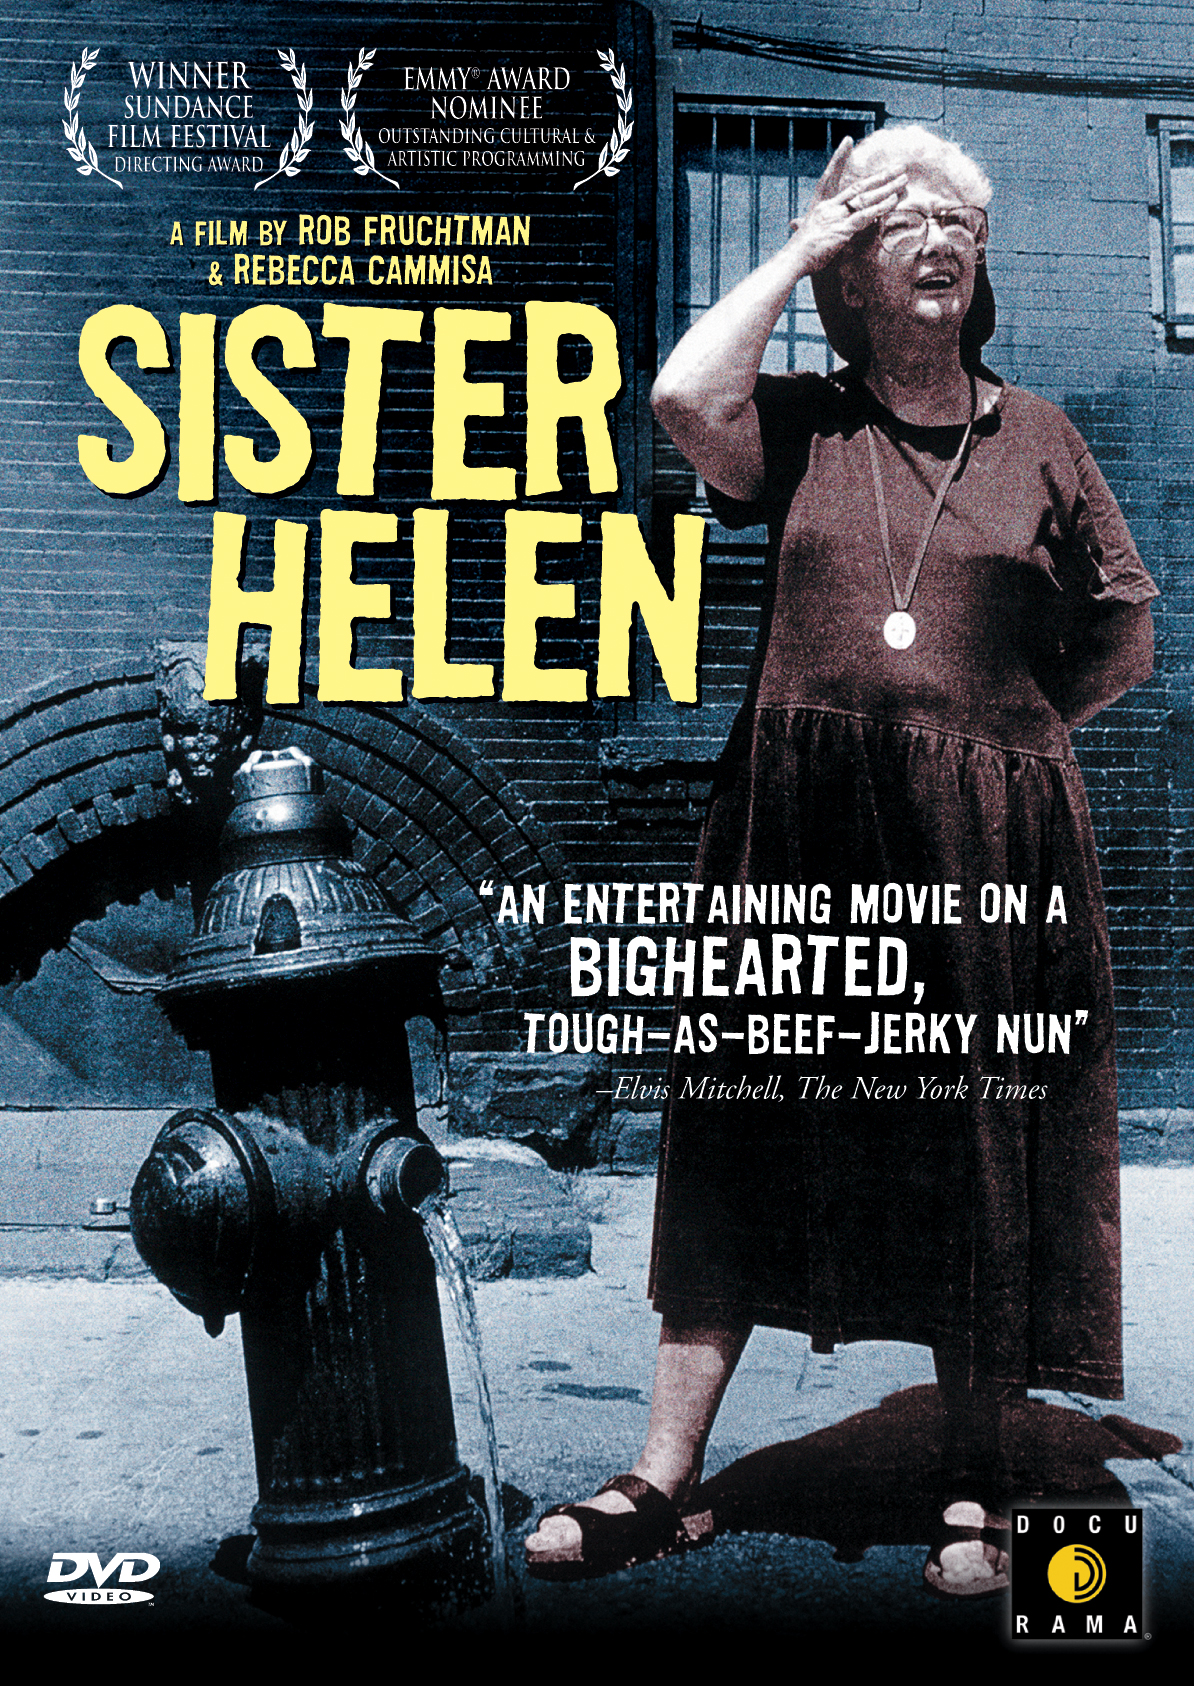 WINNER
SUNDANCE
FILM FESTIVAL
DIRECTING AWARD
EMMY® AWARD
NOMINEE
OUTSTANDING CULTURAL &
ARTISTIC PROGRAMMING
A FILM BY ROB FRUCHTMAN
& REBECCA CAMMISA
SISTER
HELEN
“AN ENTERTAINING MOVIE ON A
BIGHEARTED,
TOUGH–AS–BEEF–JERKY NUN”
–Elvis Mitchell, The New York Times
DVD
VIDEO™
DOCU
RAMA®